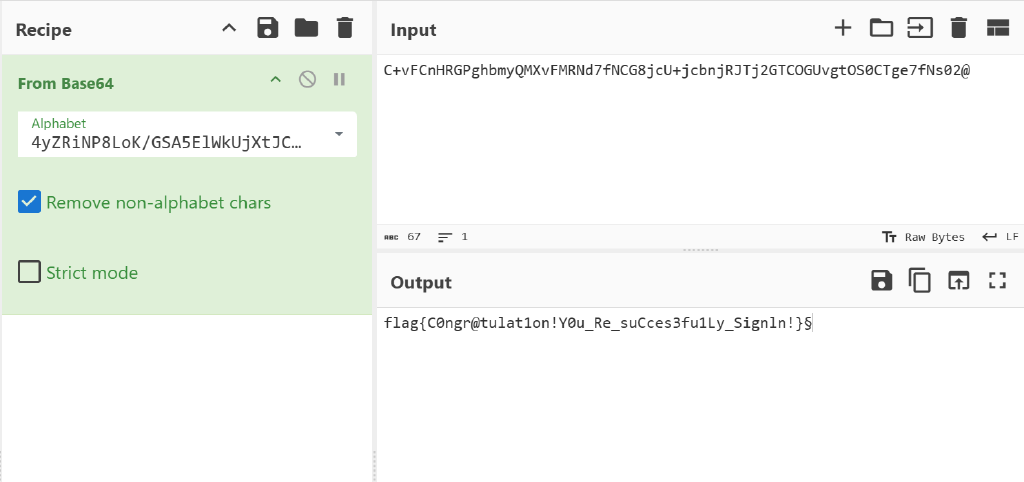 Recipe
From Base64
Alphabet
4yZRiNP8LoK/GSA5ElWkUjXtJC…
Remove non-alphabet chars
Strict mode
Input
C+vFCnHRGPghbmyQMXvFMRNd7fNCG8jcU+jcbnjRJTj2GTCOGUvgtOS0CTge7fNs02@
ABC 67 1
Tт Raw Bytes LF
Output
flag{C0ngr@tulat1on!Y0u_Re_suCces3fu1Ly_Signln!}§